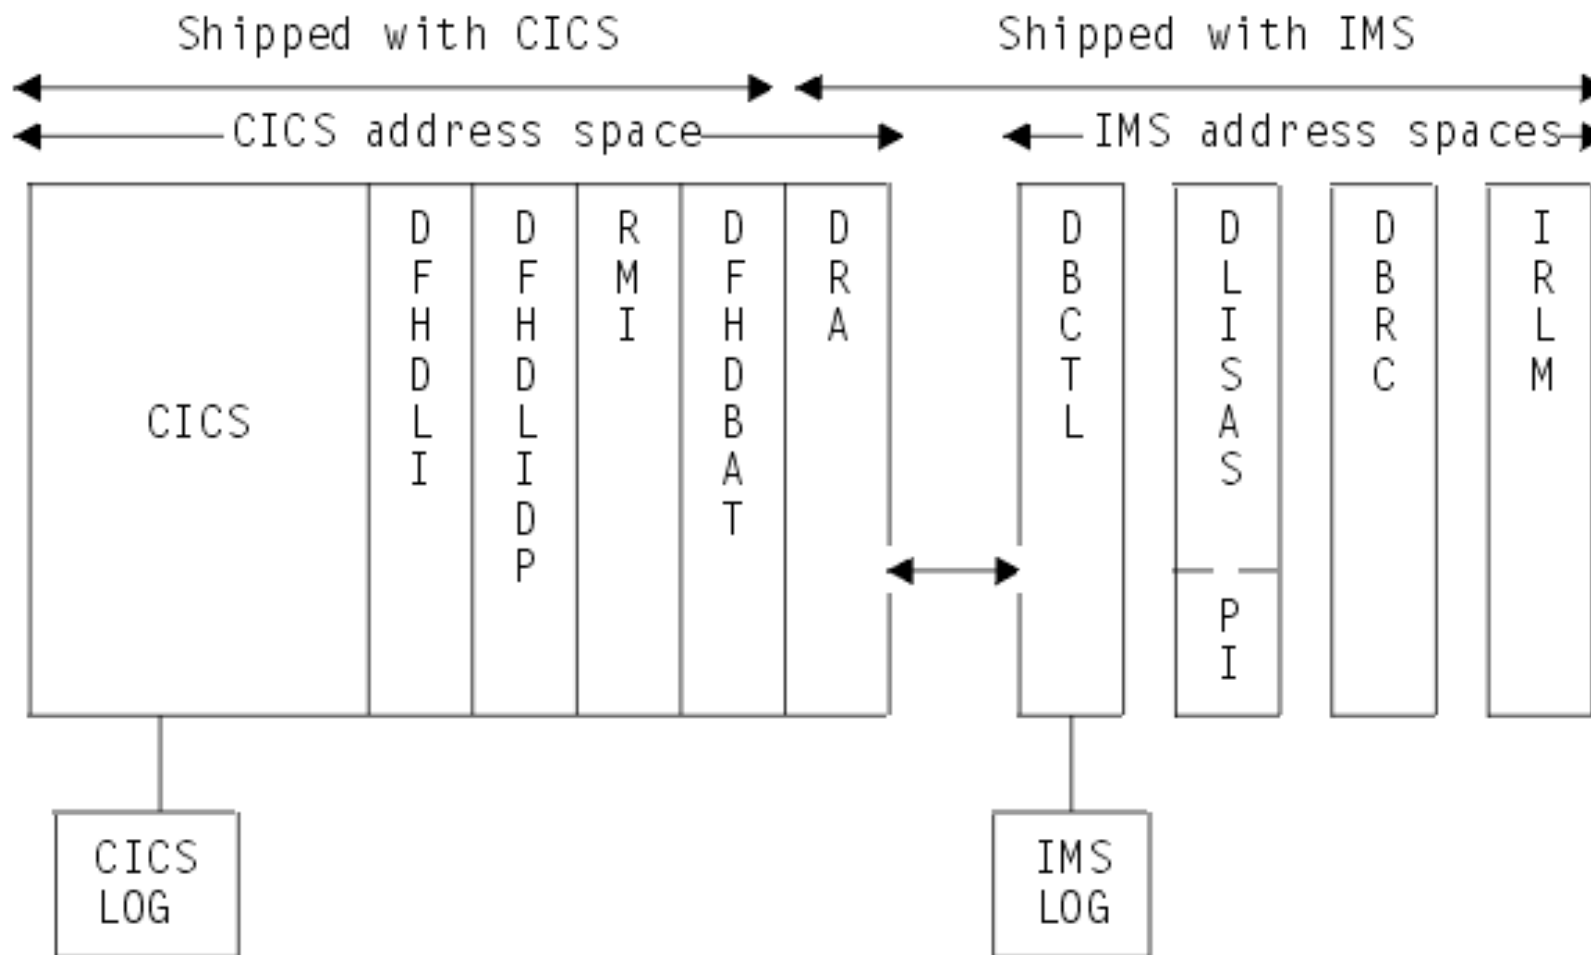 Shipped with CICS
Shipped with IMS
CICS address space
IMS address spaces
CICS
DFHDLI
DFHDLIDP
RMI
DFHDBAT
DRA
DBCTL
DLISAS
PI
DBRC
IRLM
CICS
LOG
IMS
LOG